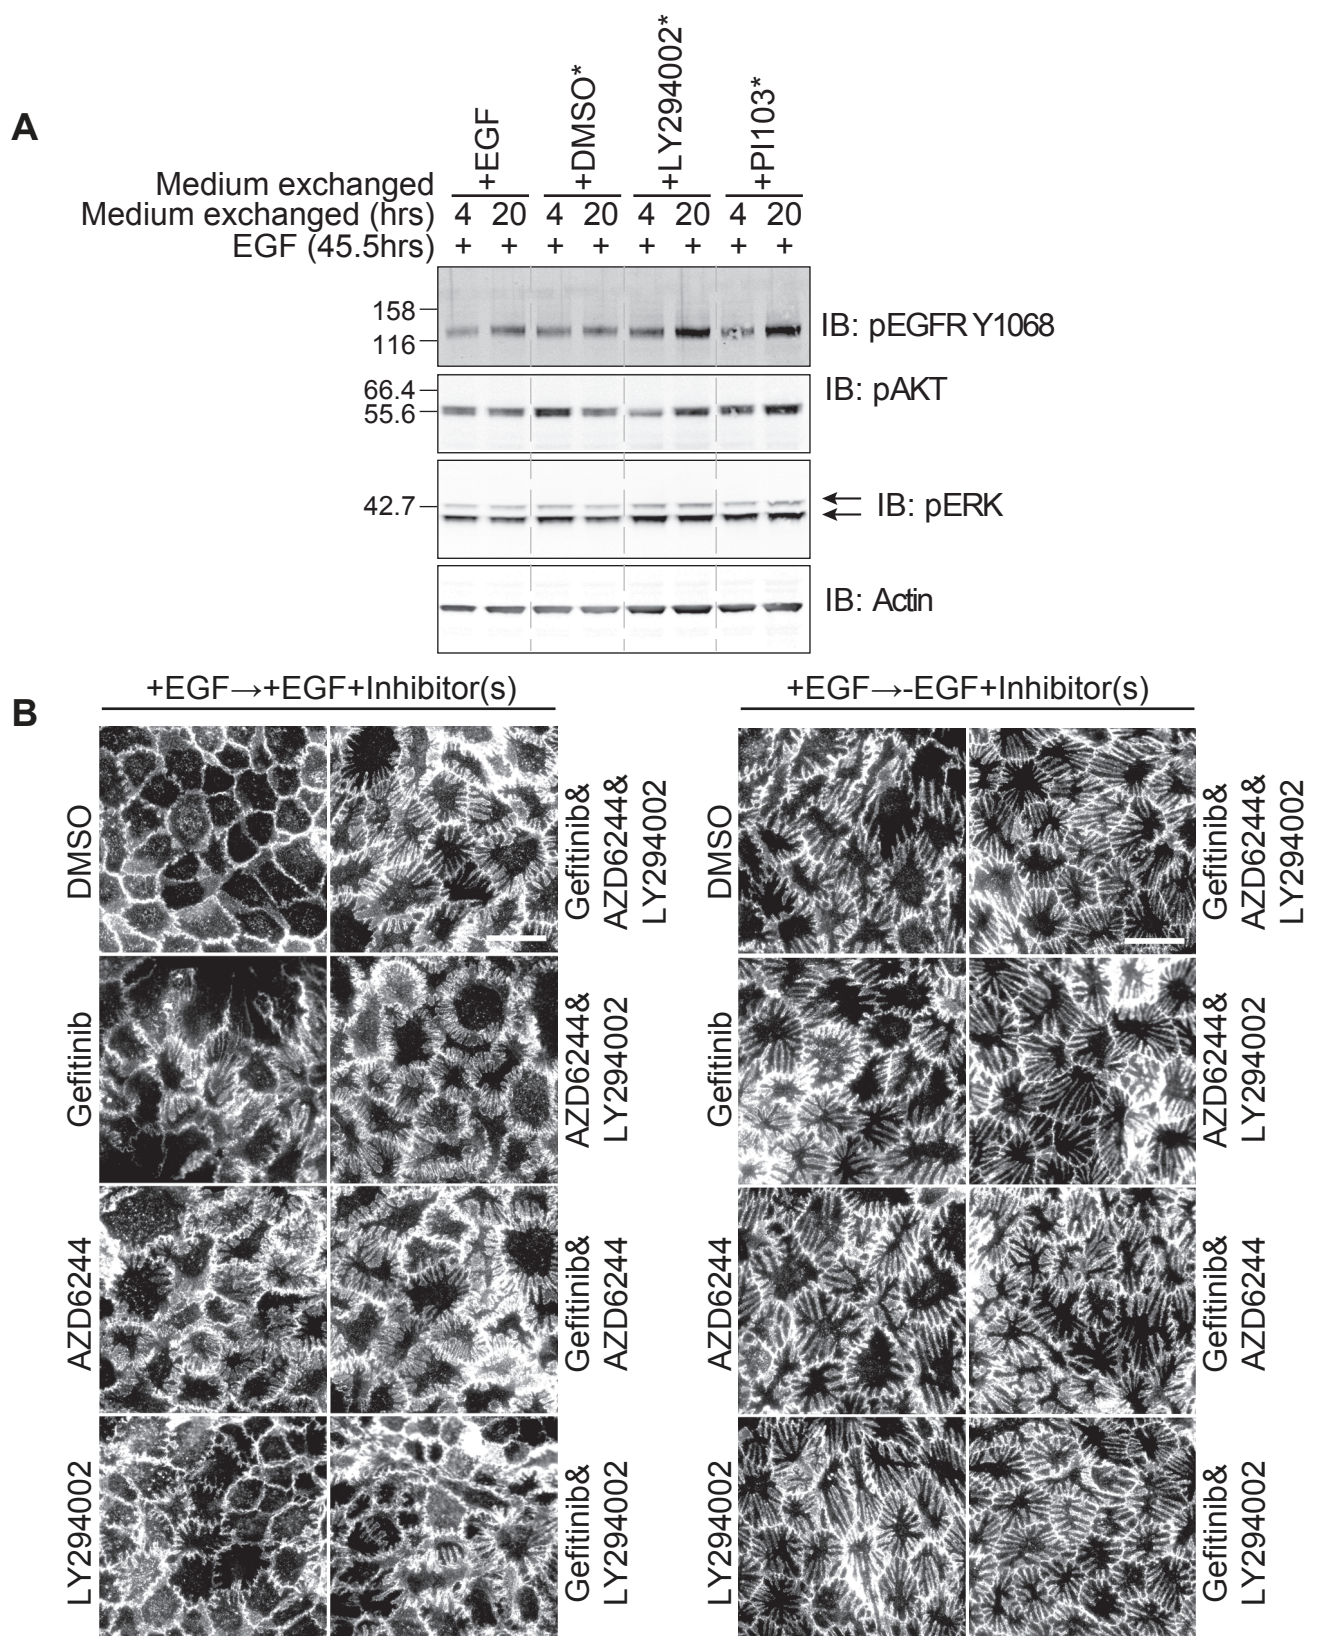 A
+EGF
+DMSO*
+LY294002*
+PI103*
Medium exchanged
Medium exchanged (hrs) 4 20 4 20 4 20 4 20
EGF (45.5hrs) + + + + + + + +
158
116
IB: pEGFR Y1068
66.4
55.6
IB: pAKT
42.7
IB: pERK
IB: Actin
B
+EGF→+EGF+Inhibitor(s)
DMSO
Gefitinib&
AZD6244&
LY294002
Gefitinib
AZD6244&
LY294002
AZD6244
Gefitinib&
AZD6244
LY294002
Gefitinib&
LY294002
+EGF→-EGF+Inhibitor(s)
DMSO
Gefitinib&
AZD6244&
LY294002
Gefitinib
AZD6244&
LY294002
AZD6244
Gefitinib&
AZD6244
LY294002
Gefitinib&
LY294002